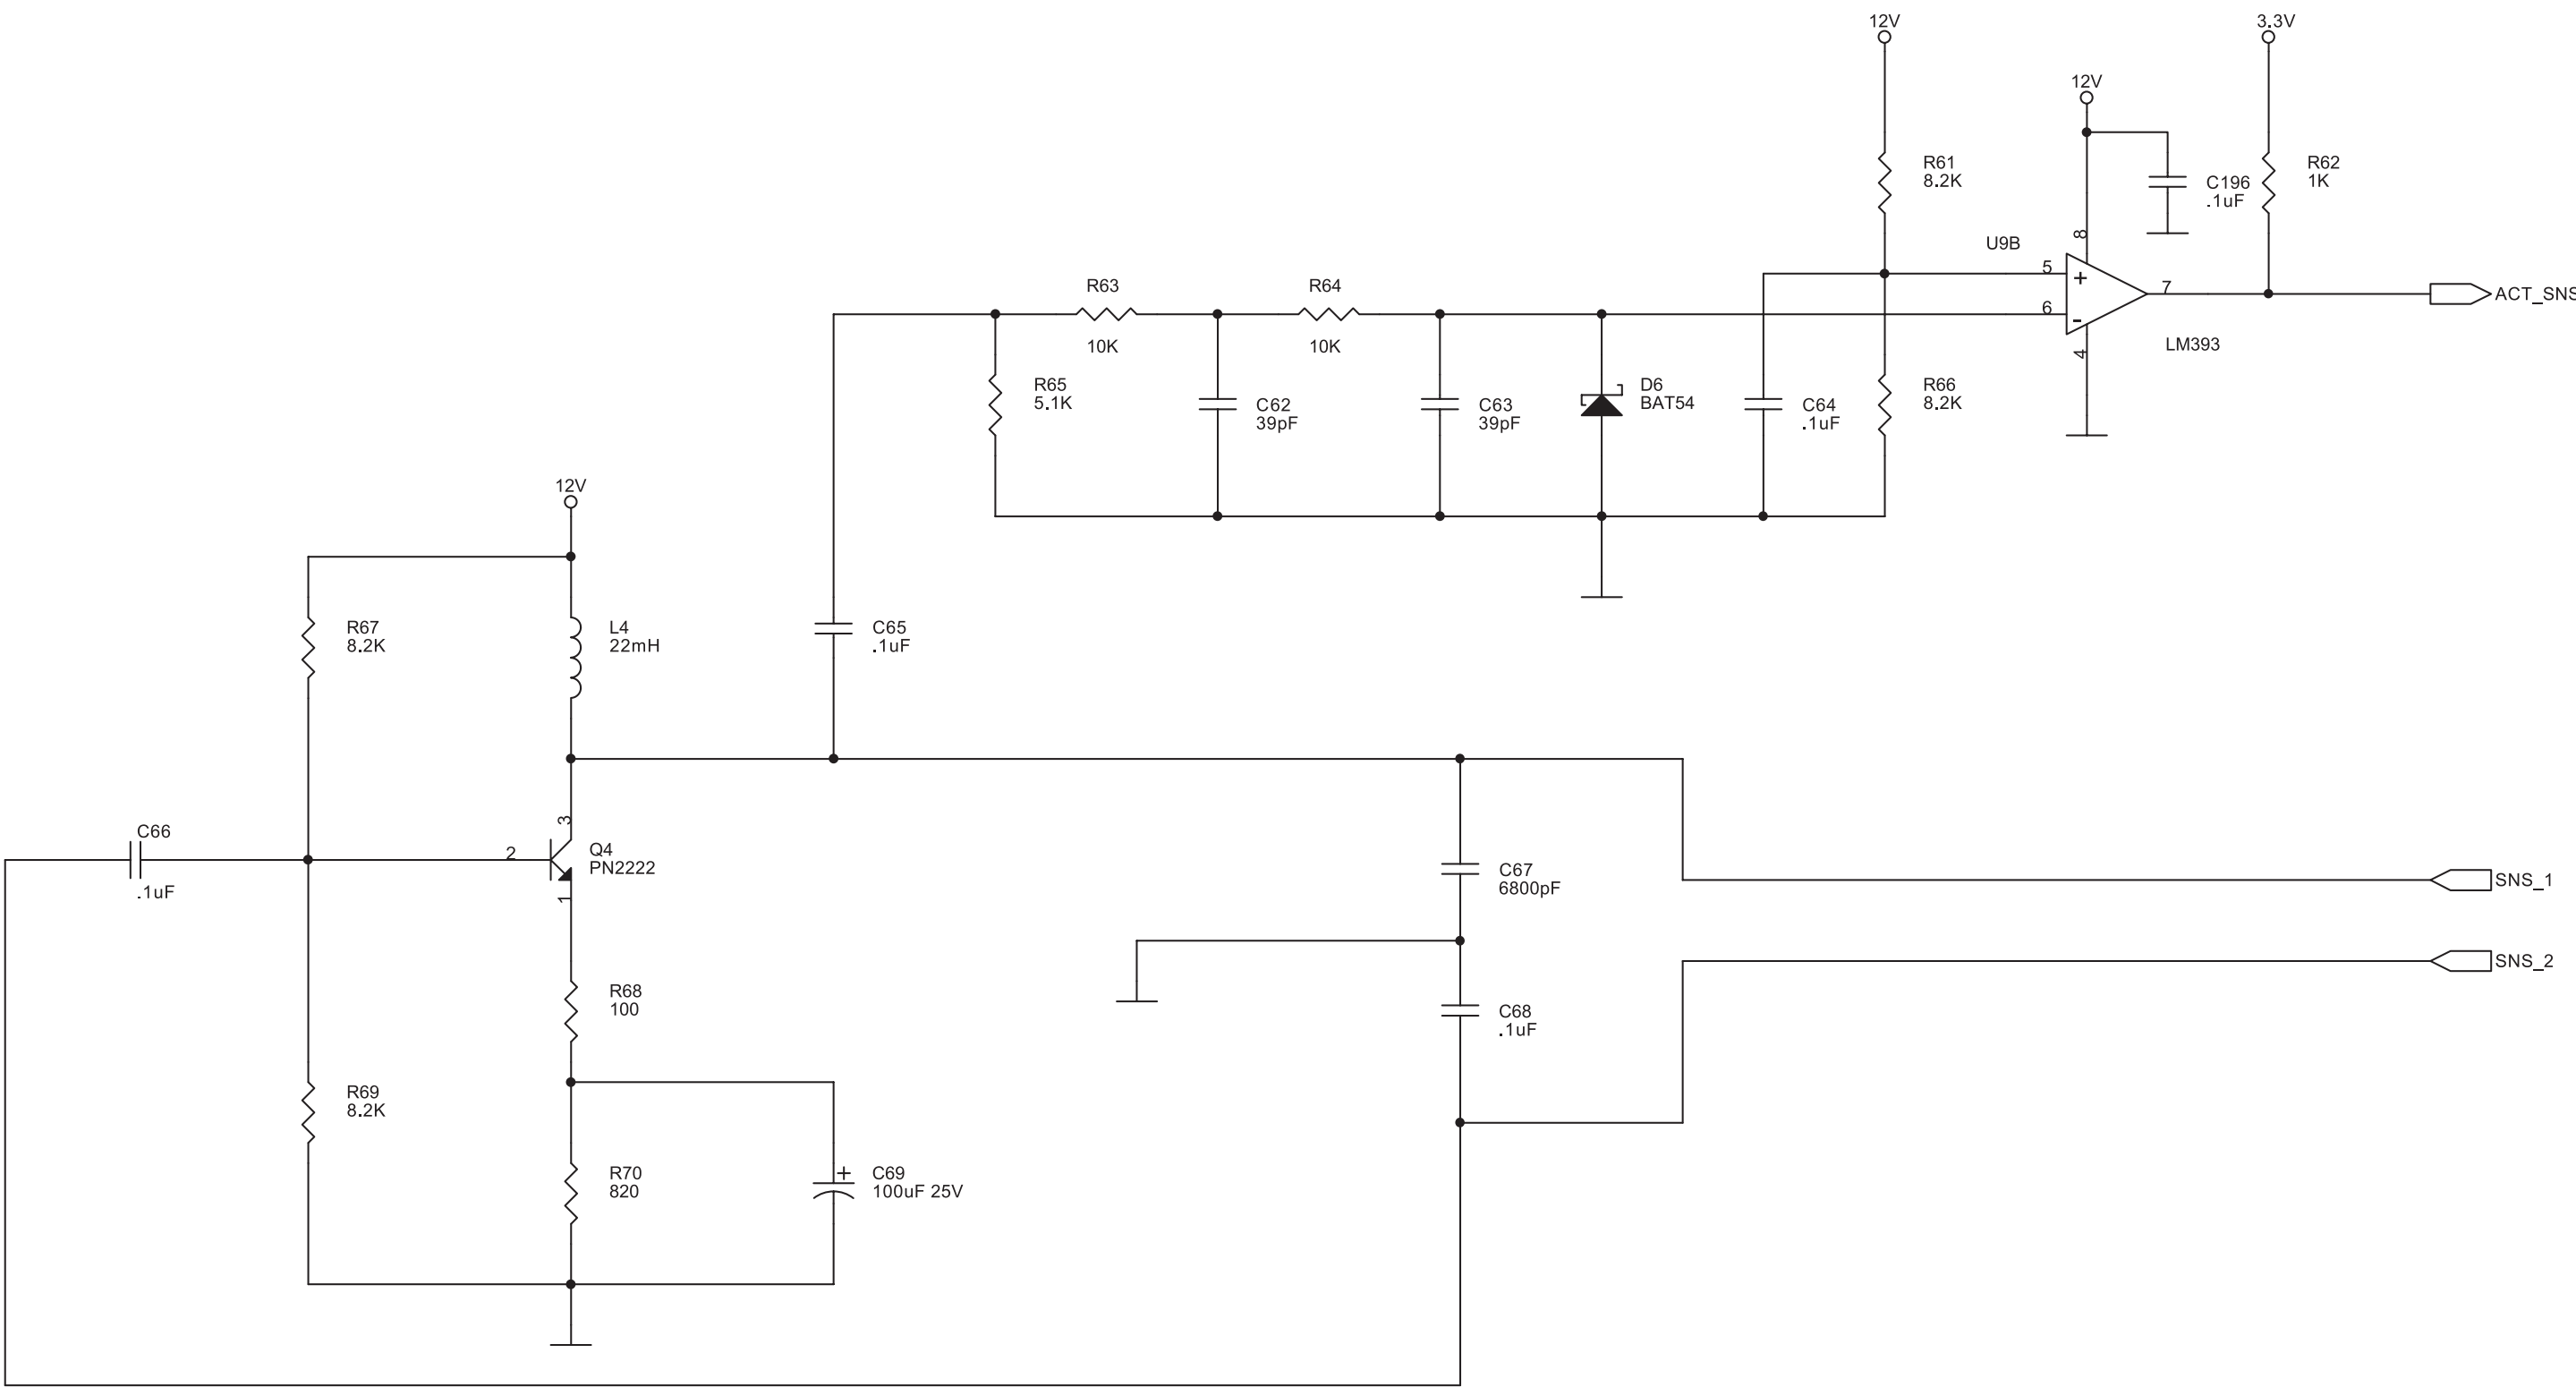 12V
3.3V
12V
R61
8.2K
R62
1K
C196
.1uF
8
U9B
5
+
6
-
7
4
LM393
ACT_SNS
R63
10K
R64
10K
R65
5.1K
C62
39pF
C63
39pF
D6
BAT54
C64
.1uF
R66
8.2K
12V
R67
8.2K
L4
22mH
C65
.1uF
C66
.1uF
2
3
1
Q4
PN2222
C67
6800pF
SNS_1
SNS_2
R68
100
C68
.1uF
R69
8.2K
R70
820
+
C69
100uF 25V